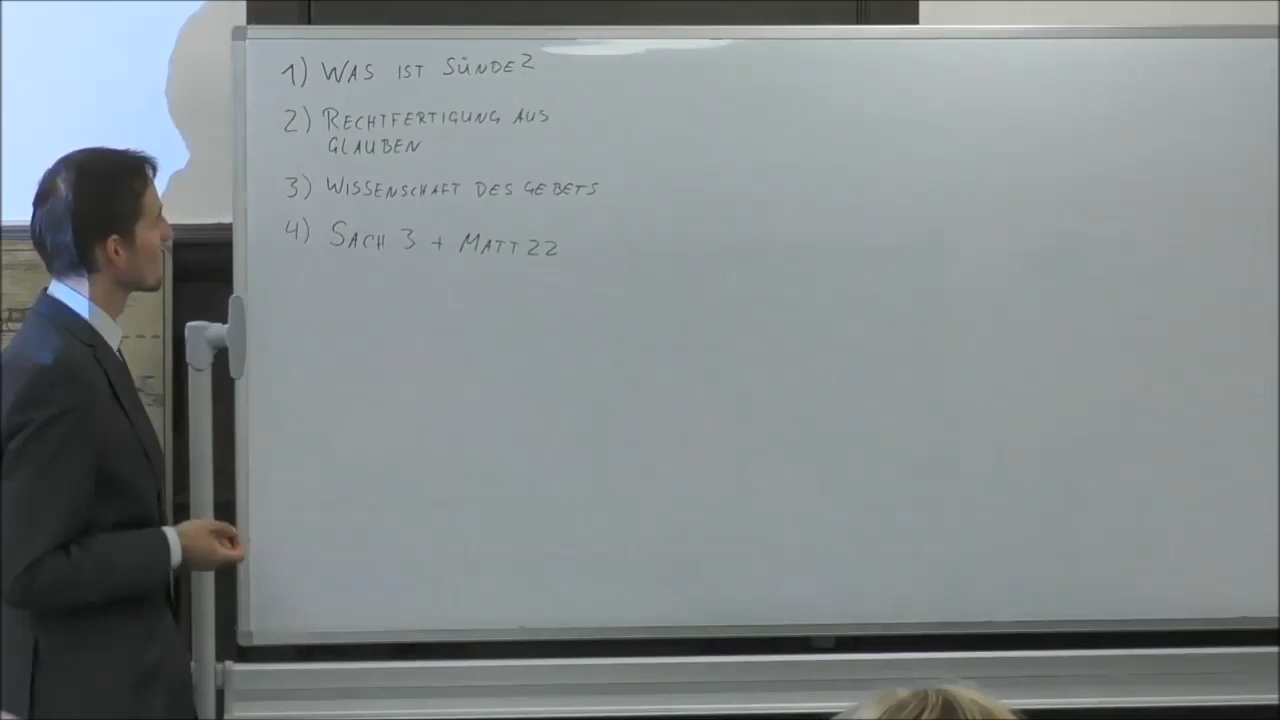 1) WAS IST SÜNDE?
2) RECHTFERTIGUNG AUS
GLAUBEN
3) WISSENSCHAFT DES GEBETS
4) SACH 3 + MATT 22